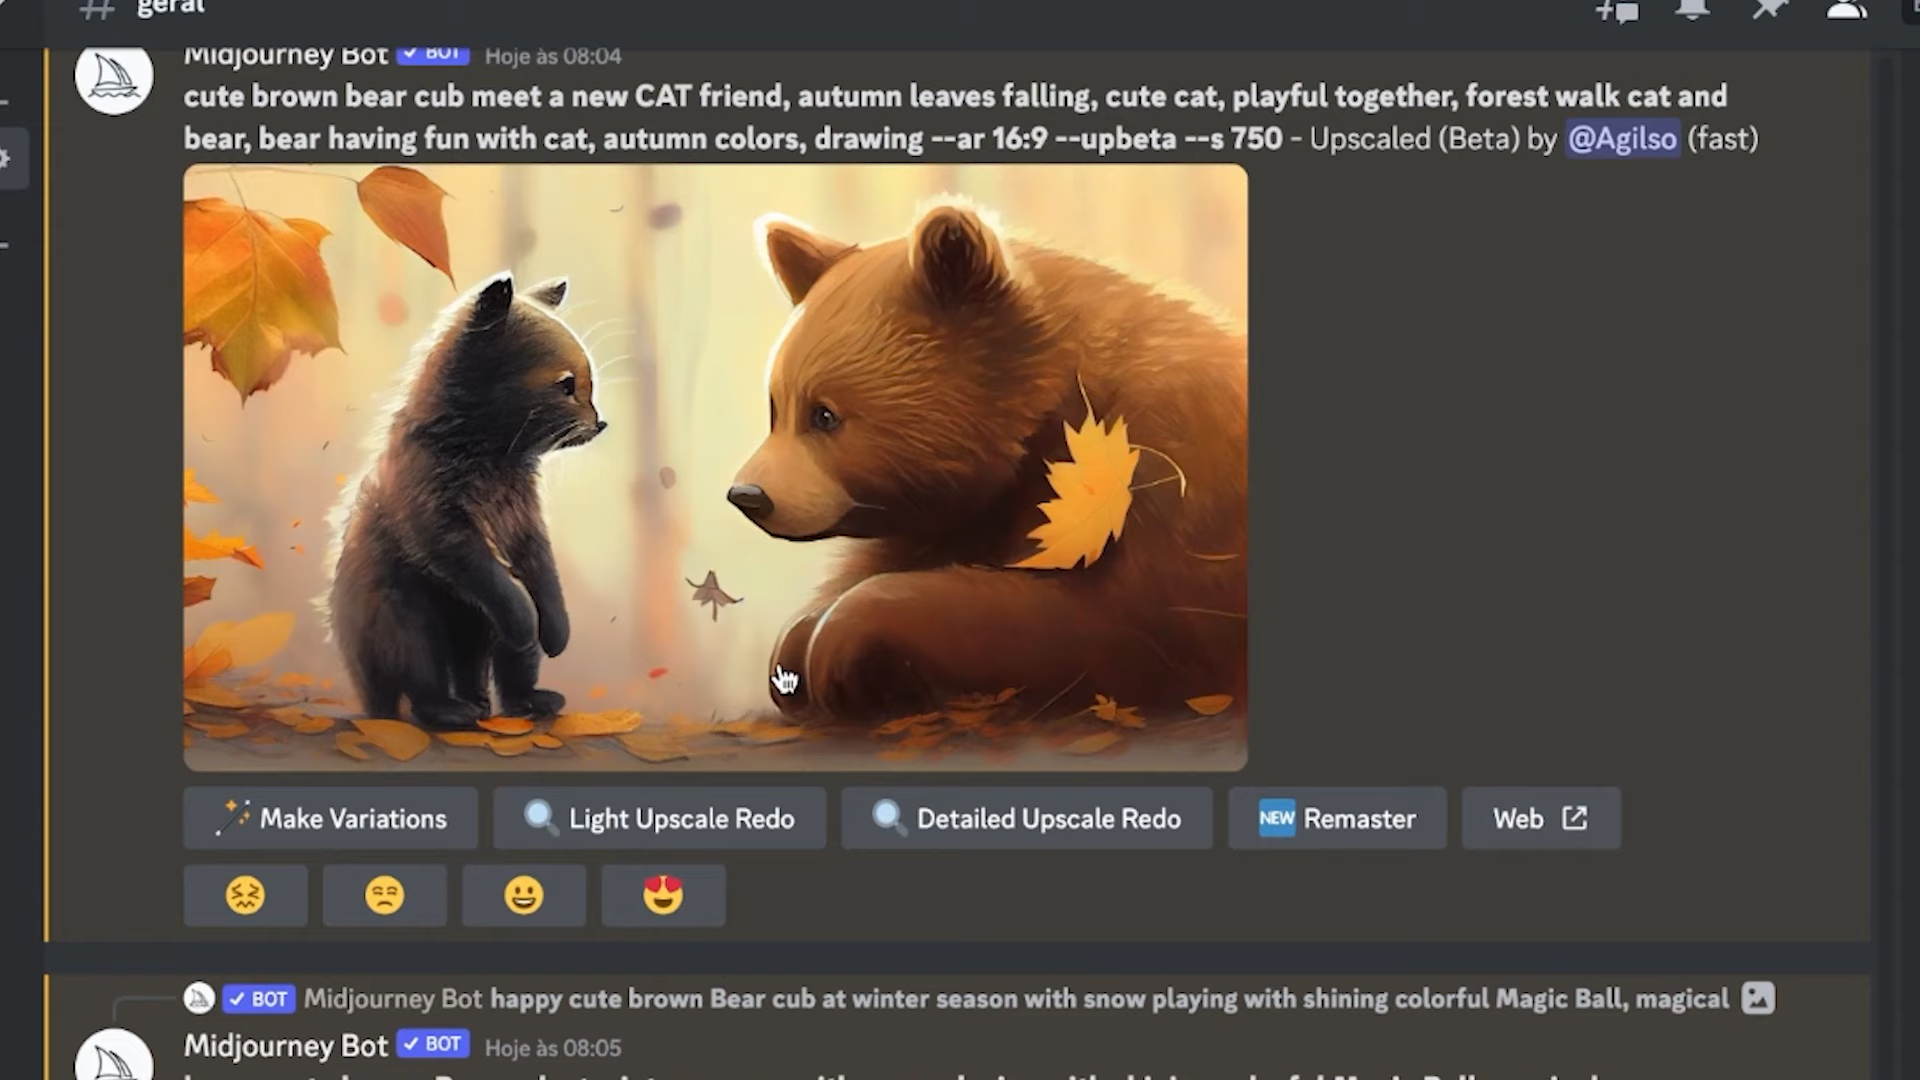 # geral
Midjourney Bot ✓ BOT Hoje às 08:04
cute brown bear cub meet a new CAT friend, autumn leaves falling, cute cat, playful together, forest walk cat and
bear, bear having fun with cat, autumn colors, drawing --ar 16:9 --upbeta --s 750 - Upscaled (Beta) by @Agilso (fast)
Make Variations
Light Upscale Redo
Detailed Upscale Redo
NEW Remaster
Web
✓ BOT Midjourney Bot happy cute brown Bear cub at winter season with snow playing with shining colorful Magic Ball, magical
Midjourney Bot ✓ BOT Hoje às 08:05